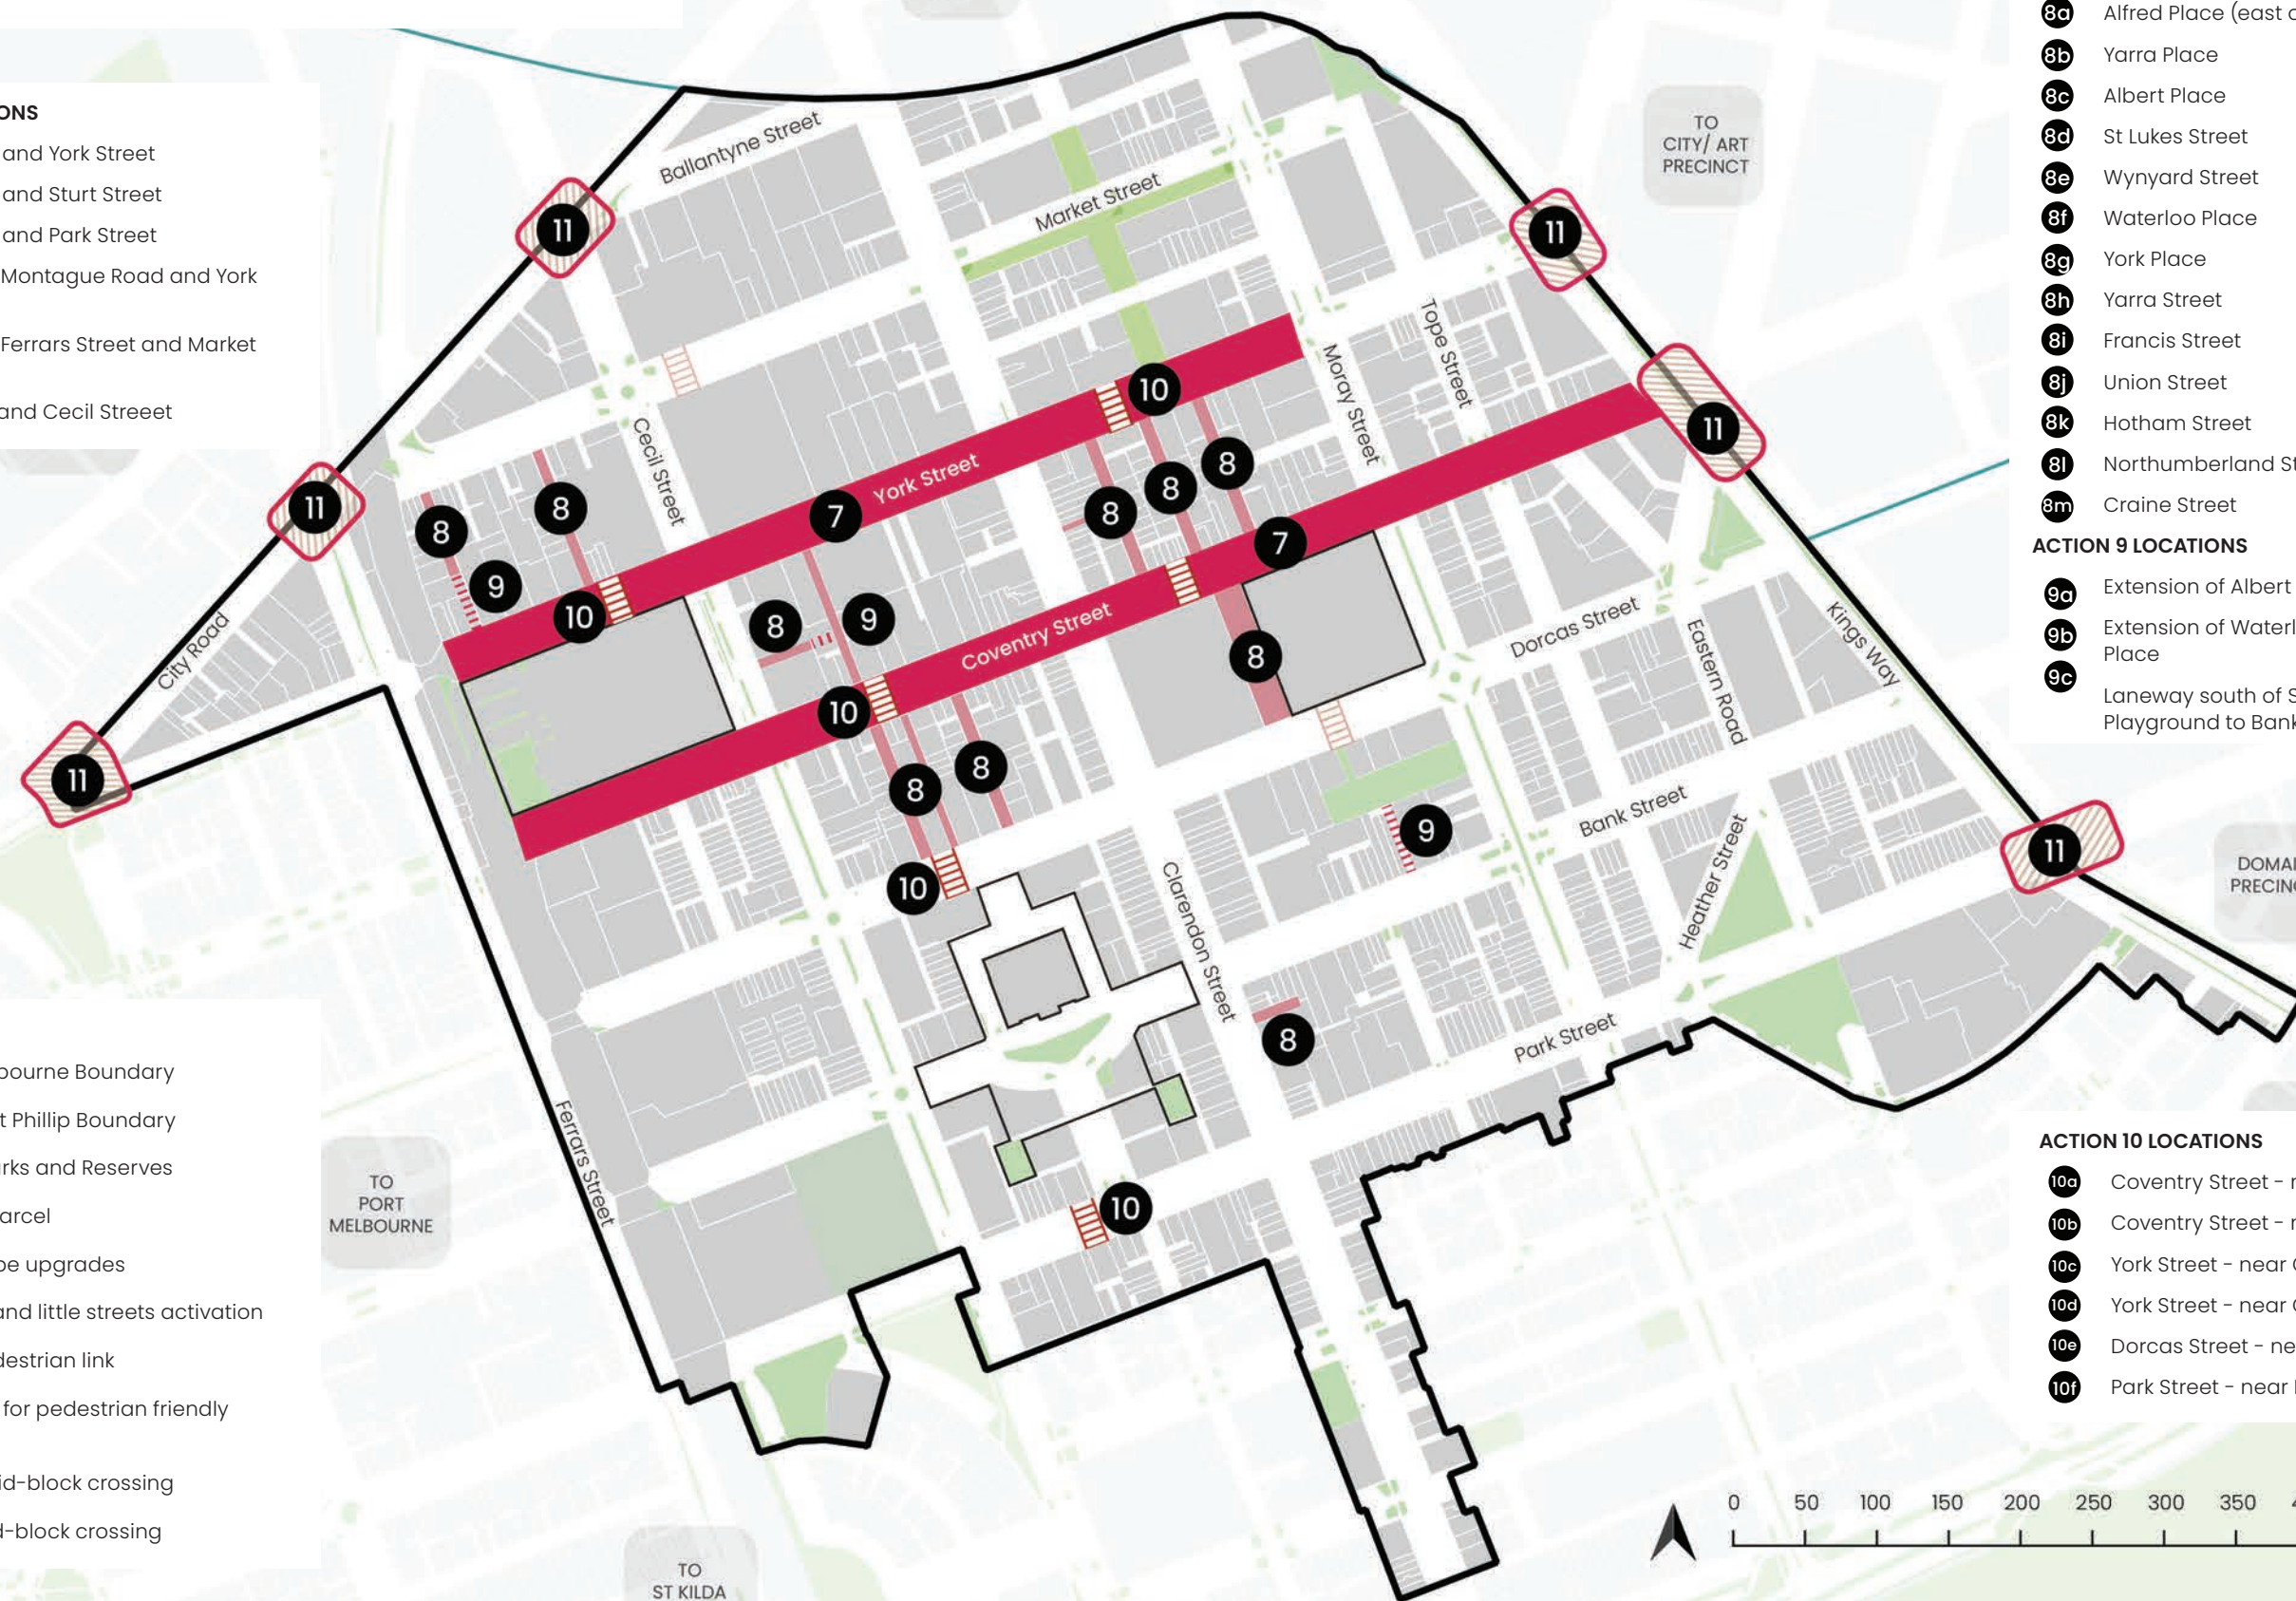 ONS
and York Street
and Sturt Street
and Park Street
Montague Road and York
Ferrars Street and Market
and Cecil Streeet
bourne Boundary
t Phillip Boundary
rks and Reserves
arcel
pe upgrades
and little streets activation
destrian link
for pedestrian friendly
id-block crossing
d-block crossing
Ballantyne Street
Market Street
Tope Street
Moray Street
Cecil Street
York Street
Coventry Street
City Road
Dorcas Street
Eastern Road
Kings Way
Bank Street
Heather Street
Clarendon Street
Park Street
Ferrars Street
11
11
11
11
11
11
10
7
8
8
8
8
8
7
9
10
8
9
8
10
8
8
9
10
8
10
TO
CITY/ ART
PRECINCT
TO
PORT
MELBOURNE
TO
ST KILDA
DOMAI
PRECINC
8a Alfred Place (east o
8b Yarra Place
8c Albert Place
8d St Lukes Street
8e Wynyard Street
8f Waterloo Place
8g York Place
8h Yarra Street
8i Francis Street
8j Union Street
8k Hotham Street
8l Northumberland St
8m Craine Street
ACTION 9 LOCATIONS
9a Extension of Albert
9b Extension of Waterl
Place
9c
Laneway south of S
Playground to Bank
ACTION 10 LOCATIONS
10a Coventry Street - n
10b Coventry Street - n
10c York Street - near
10d York Street - near
10e Dorcas Street - ne
10f Park Street - near
0 50 100 150 200 250 300 350